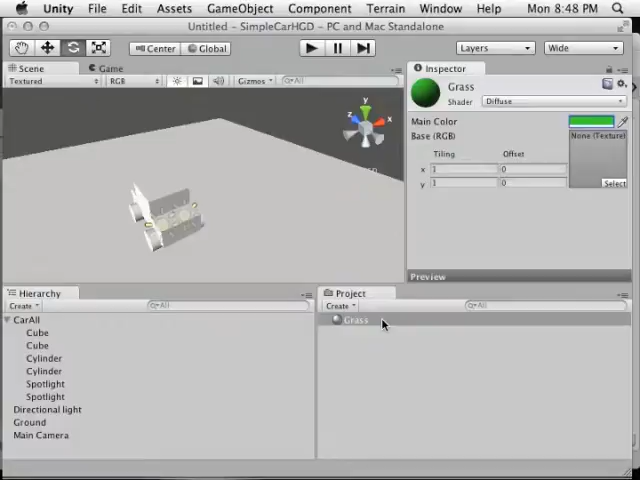 Unity File Edit Assets GameObject Component Terrain Window Help Mon 8:48 PM
Untitled - SimpleCarHGD - PC and Mac Standalone
Center Global Layers Wide
Scene Game Inspector
Textured RGB Gizmos All
Grass
Shader Diffuse
Main Color
Base (RGB) None (Texture)
Tiling Offset
x 1 0
y 1 0
Select
y
z x
Preview
Hierarchy Project
Create All Create All
CarAll Grass
Cube
Cube
Cylinder
Cylinder
Spotlight
Spotlight
Directional light
Ground
Main Camera